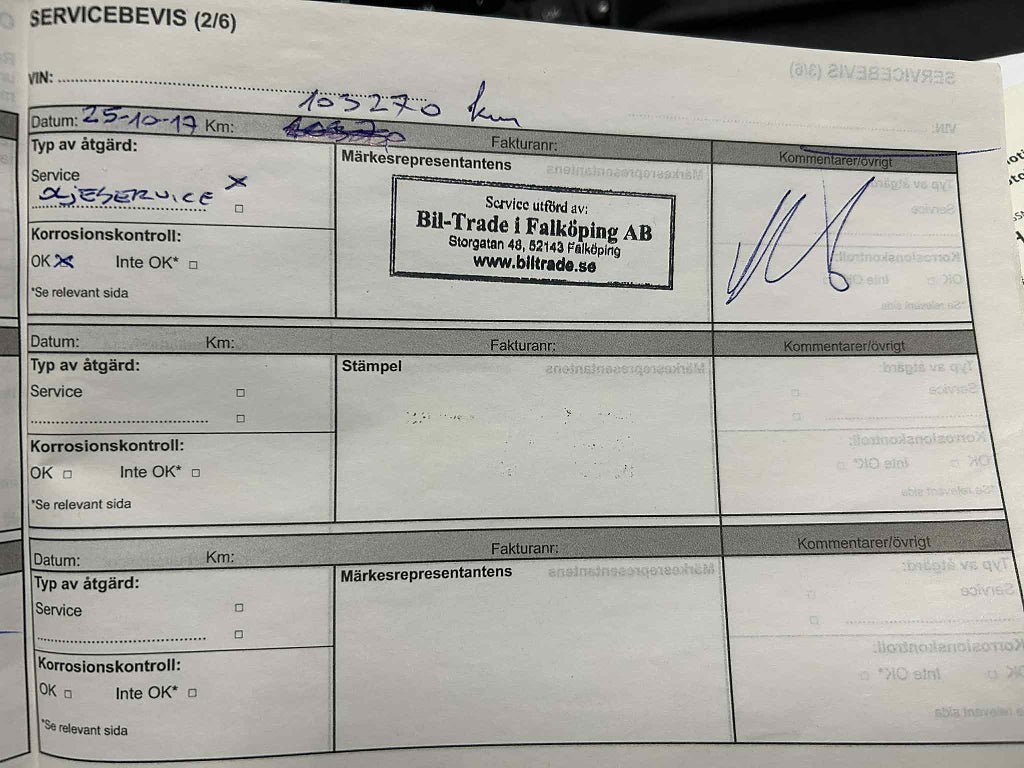 SERVICEBEVIS (2/6)
VIN:
103270 km
Datum: 25-10-17 Km:
Fakturanr:
Kommentarer/övrigt
Typ av åtgärd:
Service
OLJESERVICE
Korrosionskontroll:
OK Inte OK*
*Se relevant sida
Märkesrepresentantens
Service utförd av:
Bil-Trade i Falköping AB
Storgatan 48, 52143 Falköping
www.biltrade.se
Datum: Km: Fakturanr: Kommentarer/övrigt
Typ av åtgärd:
Service
Korrosionskontroll:
OK Inte OK*
*Se relevant sida
Stämpel
Datum: Km: Fakturanr: Kommentarer/övrigt
Typ av åtgärd:
Service
Korrosionskontroll:
OK Inte OK*
*Se relevant sida
Märkesrepresentantens